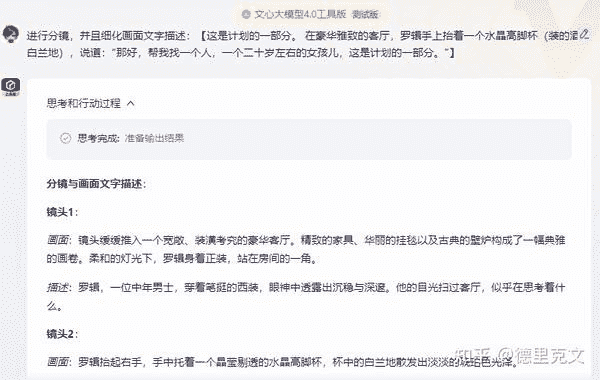 文心大模型4.0工具版 测试版
进行分镜，并且细化画面文字描述：【这是计划的一部分。 在豪华雅致的客厅，罗辑手上抬着一个水晶高脚杯（装的酒
白兰地），说道：“那好，帮我找一个人，一个二十岁左右的女孩儿，这是计划的一部分。”】
思考和行动过程
思考完成: 准备输出结果
分镜与画面文字描述：
镜头1：
画面：镜头缓缓推入一个宽敞、装潢考究的豪华客厅。精致的家具、华丽的挂毯以及古典的壁炉构成了一幅典雅
的画卷。柔和的灯光下，罗辑身着正装，站在房间的一角。
描述：罗辑，一位中年男士，穿着笔挺的西装，眼神中透露出沉稳与深邃。他的目光扫过客厅，似乎在思考着什
么。
镜头2：
画面：罗辑抬起右手，手中托着一个晶莹剔透的水晶高脚杯，杯中的白兰地散发出淡淡的琥珀色光泽。
知乎 @德里克文